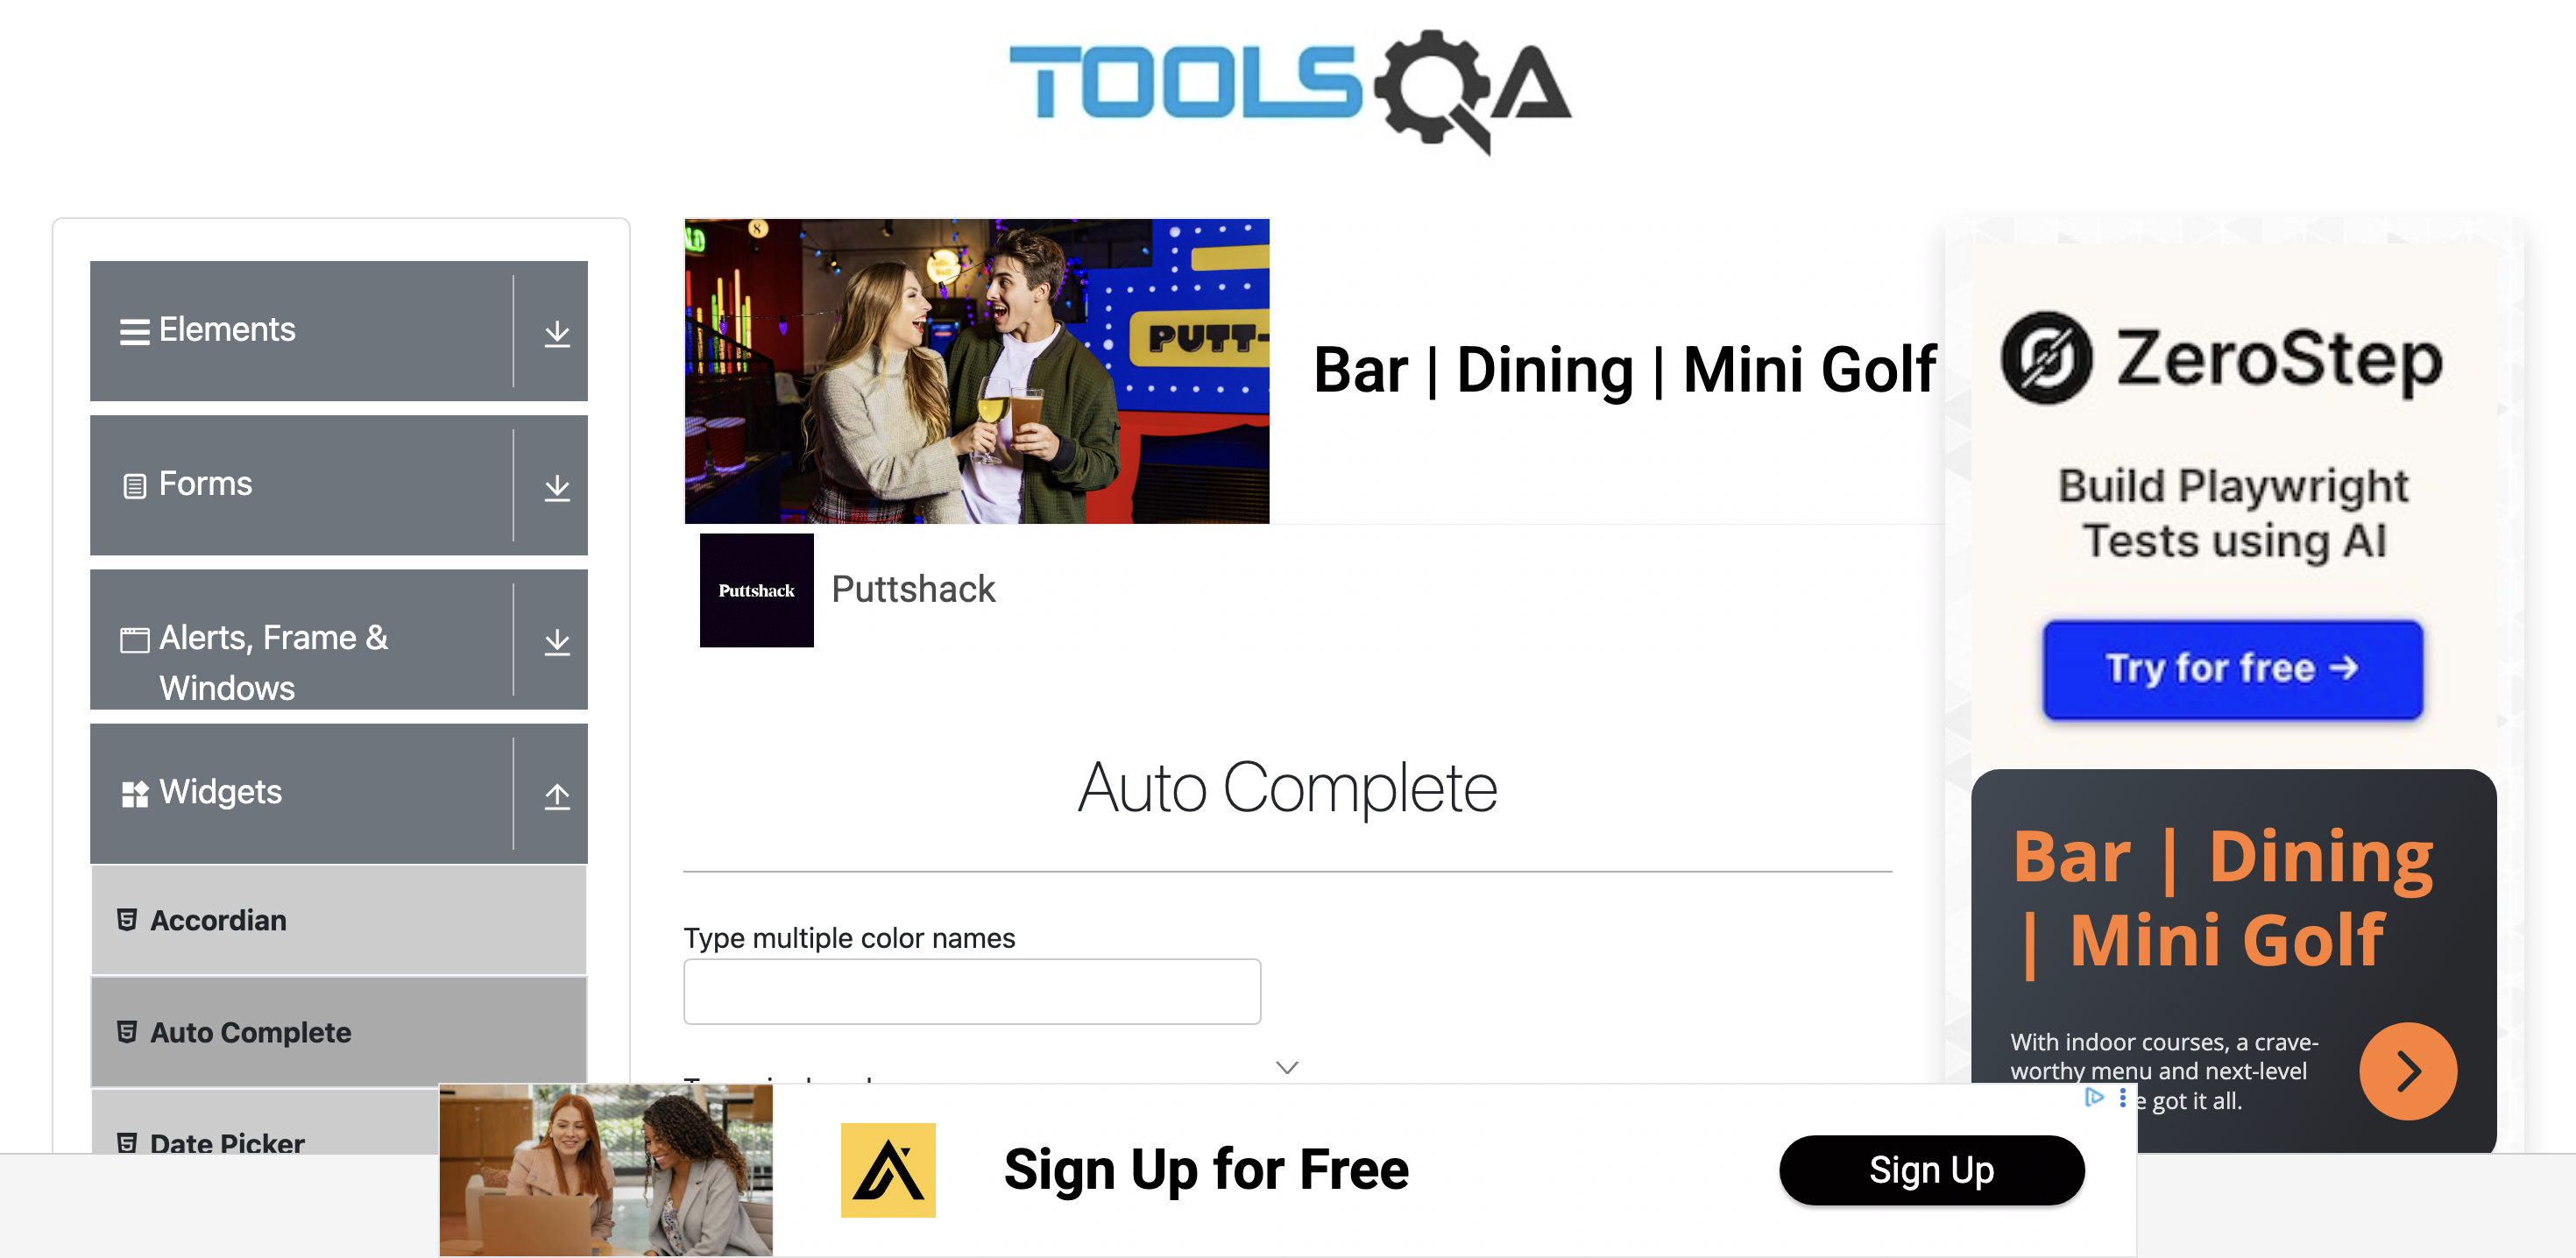 TOOLSQA
Elements
Forms
Alerts, Frame &
Windows
Widgets
Accordian
Auto Complete
Date Picker
8
PUTT-
Bar | Dining | Mini Golf
Puttshack
Puttshack
Auto Complete
Type multiple color names
ZeroStep
Build Playwright
Tests using AI
Try for free →
Bar | Dining
| Mini Golf
With indoor courses, a crave-
worthy menu and next-level
got it all.
Sign Up for Free
Sign Up